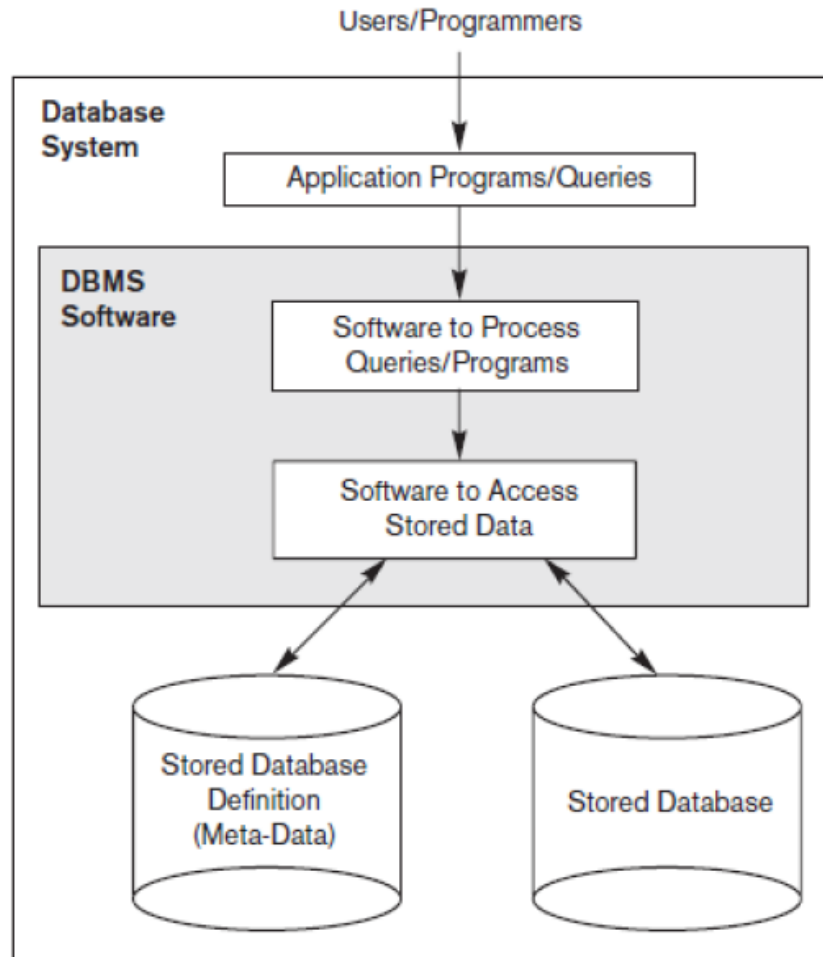 Users/Programmers
Database
System
Application Programs/Queries
DBMS
Software
Software to Process
Queries/Programs
Software to Access
Stored Data
Stored Database
Definition
(Meta-Data)
Stored Database